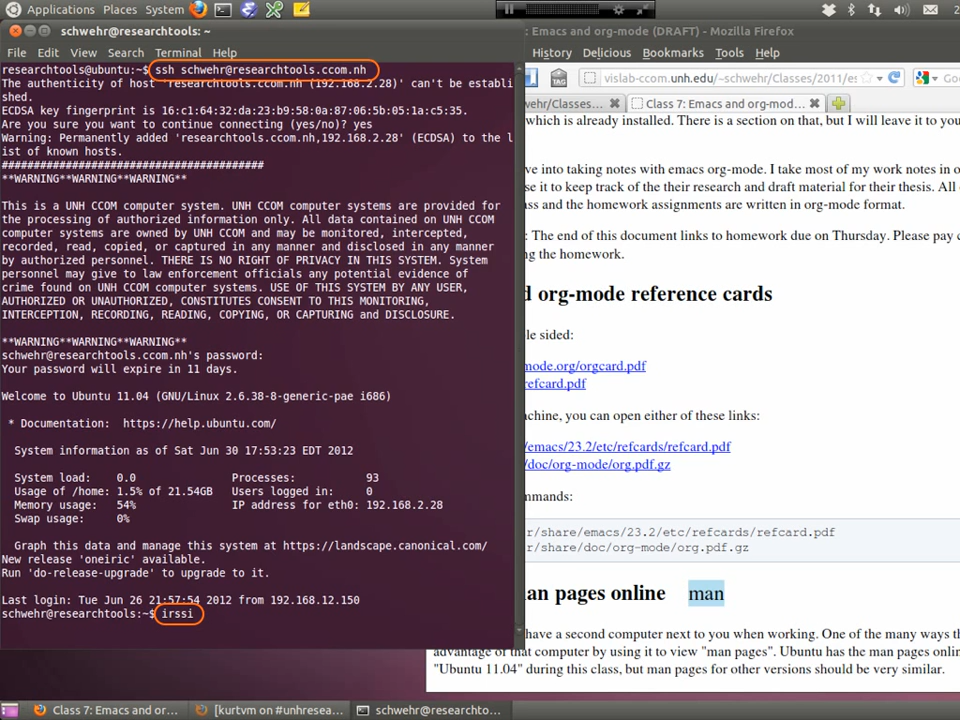 Applications Places System
schwehr@researchtools: ~
File Edit View Search Terminal Help
researchtools@ubuntu:~$ ssh schwehr@researchtools.ccom.nh
The authenticity of host 'researchtools.ccom.nh (192.168.2.28)' can't be establi
shed.
ECDSA key fingerprint is 16:c1:64:32:da:23:b9:58:0a:87:06:5b:05:1a:c5:35.
Are you sure you want to continue connecting (yes/no)? yes
Warning: Permanently added 'researchtools.ccom.nh,192.168.2.28' (ECDSA) to the l
ist of known hosts.
########################################
**WARNING**WARNING**WARNING**
This is a UNH CCOM computer system. UNH CCOM computer systems are provided for
the processing of authorized information only. All data contained on UNH CCOM
computer systems are owned by UNH CCOM and may be monitored, intercepted,
recorded, read, copied, or captured in any manner and disclosed in any manner
by authorized personnel. THERE IS NO RIGHT OF PRIVACY IN THIS SYSTEM. System
personnel may give to law enforcement officials any potential evidence of
crime found on UNH CCOM computer systems. USE OF THIS SYSTEM BY ANY USER,
AUTHORIZED OR UNAUTHORIZED, CONSTITUTES CONSENT TO THIS MONITORING,
INTERCEPTION, RECORDING, READING, COPYING, OR CAPTURING and DISCLOSURE.
**WARNING**WARNING**WARNING**
schwehr@researchtools.ccom.nh's password:
Your password will expire in 11 days.
Welcome to Ubuntu 11.04 (GNU/Linux 2.6.38-8-generic-pae i686)
* Documentation: https://help.ubuntu.com/
System information as of Sat Jun 30 17:53:23 EDT 2012
System load: 0.0 Processes: 93
Usage of /home: 1.5% of 21.54GB Users logged in: 0
Memory usage: 54% IP address for eth0: 192.168.2.28
Swap usage: 0%
Graph this data and manage this system at https://landscape.canonical.com/
New release 'oneiric' available.
Run 'do-release-upgrade' to upgrade to it.
Last login: Tue Jun 26 21:57:54 2012 from 192.168.12.150
schwehr@researchtools:~$ irssi
: Emacs and org-mode (DRAFT) - Mozilla Firefox
History Delicious Bookmarks Tools Help
TAG vislab-ccom.unh.edu/~schwehr/Classes/2011/es
wehr/Classes... Class 7: Emacs and org-mod...
which is already installed. There is a section on that, but I will leave it to you
ve into taking notes with emacs org-mode. I take most of my work notes in o
se it to keep track of the their research and draft material for their thesis. All
ass and the homework assignments are written in org-mode format.
: The end of this document links to homework due on Thursday. Please pay c
ng the homework.
d org-mode reference cards
le sided:
mode.org/orgcard.pdf
refcard.pdf
achine, you can open either of these links:
/emacs/23.2/etc/refcards/refcard.pdf
/doc/org-mode/org.pdf.gz
mmands:
r/share/emacs/23.2/etc/refcards/refcard.pdf
r/share/doc/org-mode/org.pdf.gz
an pages online man
have a second computer next to you when working. One of the many ways th
advantage of that computer by using it to view "man pages". Ubuntu has the man pages onlin
"Ubuntu 11.04" during this class, but man pages for other versions should be very similar.
Class 7: Emacs and or... [kurtvm on #unhresea... schwehr@researchto...